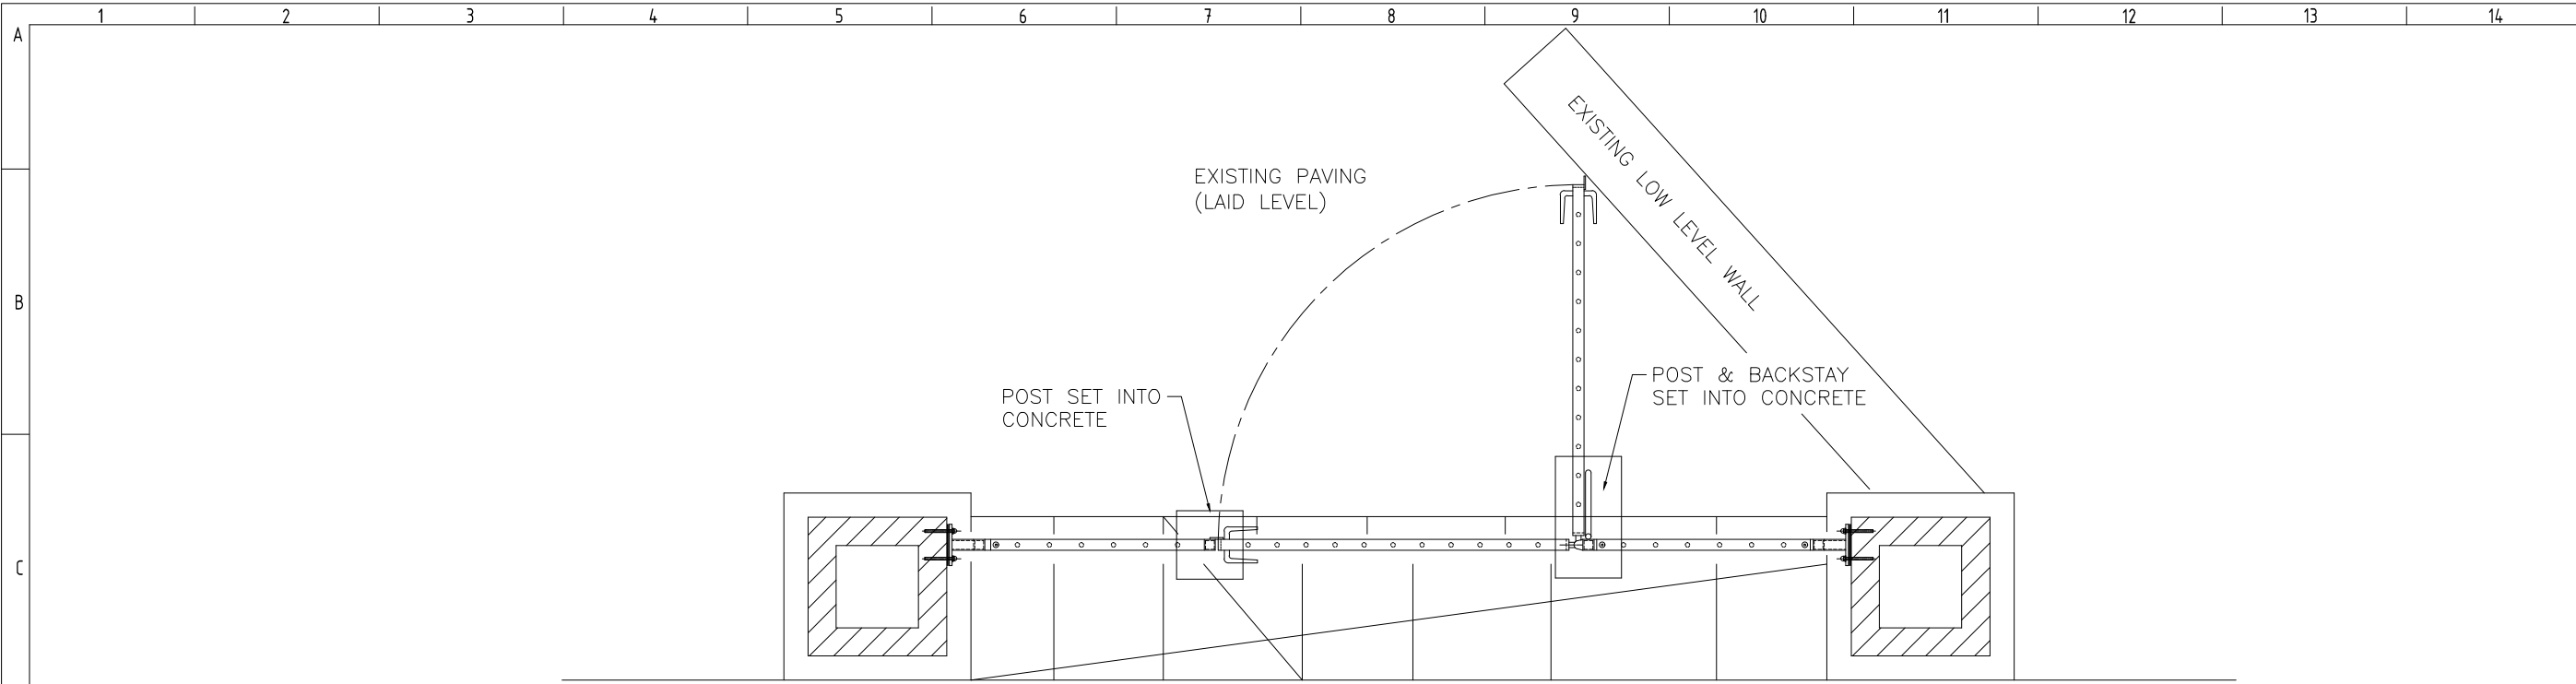 1 2 3 4 5 6 7 8 9 10 11 12 13 14
A
EXISTING LOW LEVEL WALL
EXISTING PAVING
(LAID LEVEL)
B
POST & BACKSTAY
SET INTO CONCRETE
POST SET INTO
CONCRETE
C